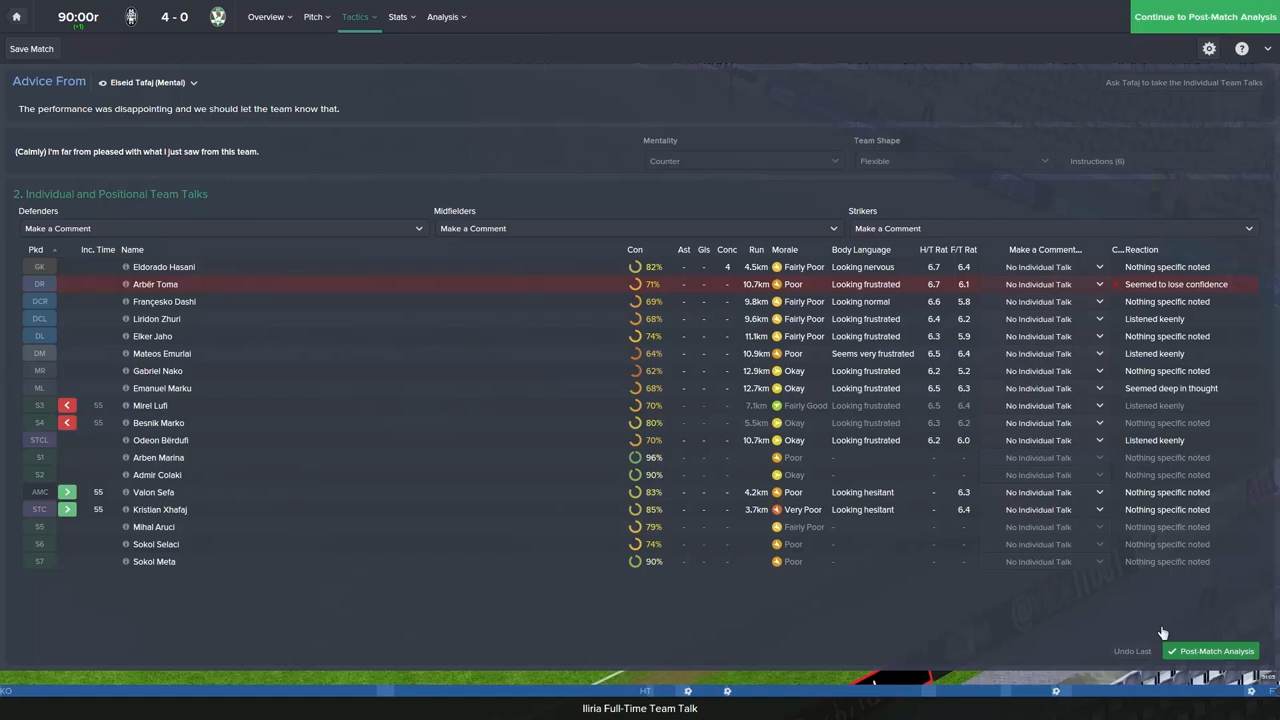 90:00r (+1) 4 - 0 Overview Pitch Tactics Stats Analysis Continue to Post-Match Analysis
Save Match ?
Advice From Elseid Tafaj (Mental) Ask Tafaj to take the Individual Team Talks
The performance was disappointing and we should let the team know that.
Mentality Team Shape
(Calmly) I'm far from pleased with what I just saw from this team. Counter Flexible Instructions (6)
2. Individual and Positional Team Talks
Defenders Midfielders Strikers
Make a Comment Make a Comment Make a Comment
Pkd Inc. Time Name Con Ast Gls Conc Run Morale Body Language H/T Rat F/T Rat Make a Comment... C... Reaction
GK Eldorado Hasani 82% - - 4 4.5km Fairly Poor Looking nervous 6.7 6.4 No Individual Talk Nothing specific noted
DR Arbër Toma 71% - - - 10.7km Poor Looking frustrated 6.7 6.1 No Individual Talk Seemed to lose confidence
DCR Françesko Dashi 69% - - - 9.8km Fairly Poor Looking normal 6.6 5.8 No Individual Talk Nothing specific noted
DCL Liridon Zhuri 68% - - - 9.6km Fairly Poor Looking frustrated 6.4 6.2 No Individual Talk Listened keenly
DL Elker Jaho 74% - - - 11.1km Fairly Poor Looking frustrated 6.3 5.9 No Individual Talk Nothing specific noted
DM Mateos Emurlai 64% - - - 10.9km Poor Seems very frustrated 6.5 6.4 No Individual Talk Listened keenly
MR Gabriel Nako 62% - - - 12.9km Okay Looking frustrated 6.2 5.2 No Individual Talk Nothing specific noted
ML Emanuel Marku 68% - - - 12.7km Okay Looking frustrated 6.5 6.3 No Individual Talk Seemed deep in thought
S3 55 Mirel Lufi 70% - - - 7.1km Fairly Good Looking frustrated 6.5 6.4 No Individual Talk Listened keenly
S4 55 Besnik Marko 80% - - - 5.5km Okay Looking frustrated 6.3 6.2 No Individual Talk Nothing specific noted
STCL Odeon Bërdufi 70% - - - 10.7km Okay Looking frustrated 6.2 6.0 No Individual Talk Listened keenly
S1 Arben Marina 96% - - - Poor - - - No Individual Talk Nothing specific noted
S2 Admir Colaki 90% - - - Okay - - - No Individual Talk Nothing specific noted
AMC 55 Valon Sefa 83% - - - 4.2km Poor Looking hesitant - 6.3 No Individual Talk Nothing specific noted
STC 55 Kristian Xhafaj 85% - - - 3.7km Very Poor Looking hesitant - 6.4 No Individual Talk Nothing specific noted
S5 Mihal Aruci 79% - - - Fairly Poor - - - No Individual Talk Nothing specific noted
S6 Sokol Selaci 74% - - - Poor - - - No Individual Talk Nothing specific noted
S7 Sokol Meta 90% - - - Poor - - - No Individual Talk Nothing specific noted
Undo Last Post-Match Analysis
KO HT F
Iliria Full-Time Team Talk